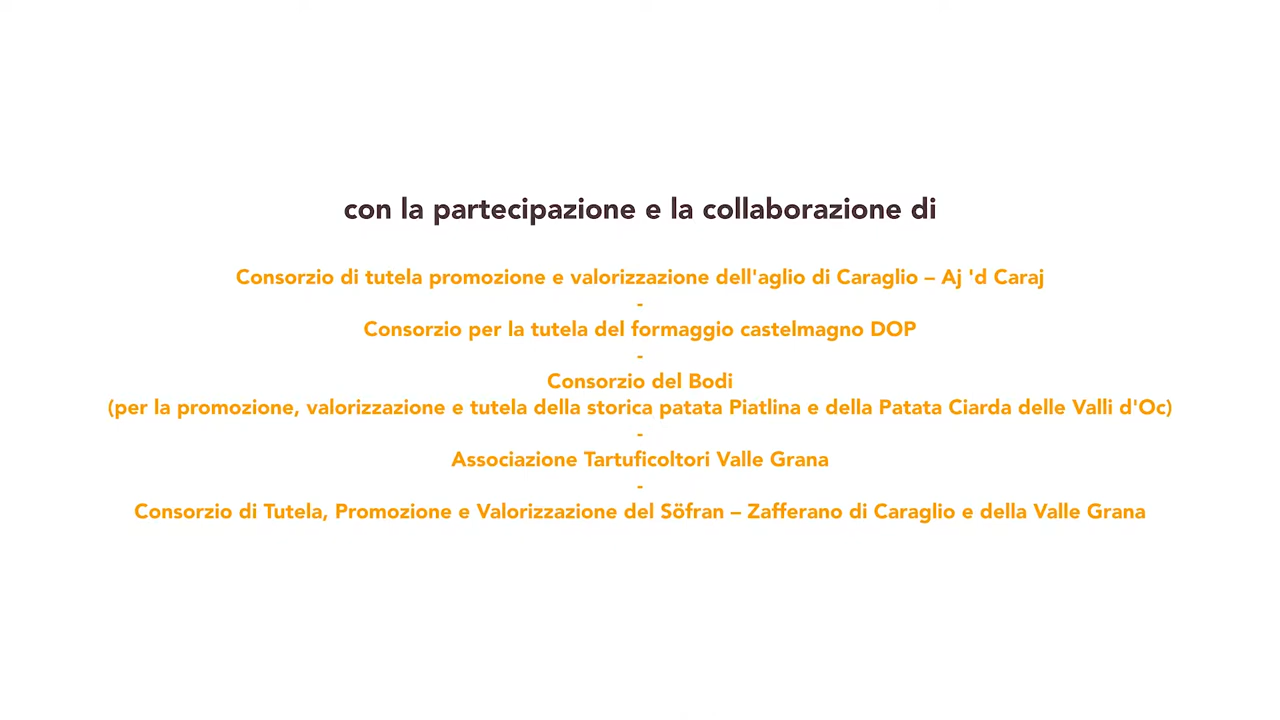 con la partecipazione e la collaborazione di
Consorzio di tutela promozione e valorizzazione dell'aglio di Caraglio – Aj 'd Caraj
-
Consorzio per la tutela del formaggio castelmagno DOP
-
Consorzio del Bodi
(per la promozione, valorizzazione e tutela della storica patata Piatlina e della Patata Ciarda delle Valli d'Oc)
-
Associazione Tartuficoltori Valle Grana
-
Consorzio di Tutela, Promozione e Valorizzazione del Söfran – Zafferano di Caraglio e della Valle Grana